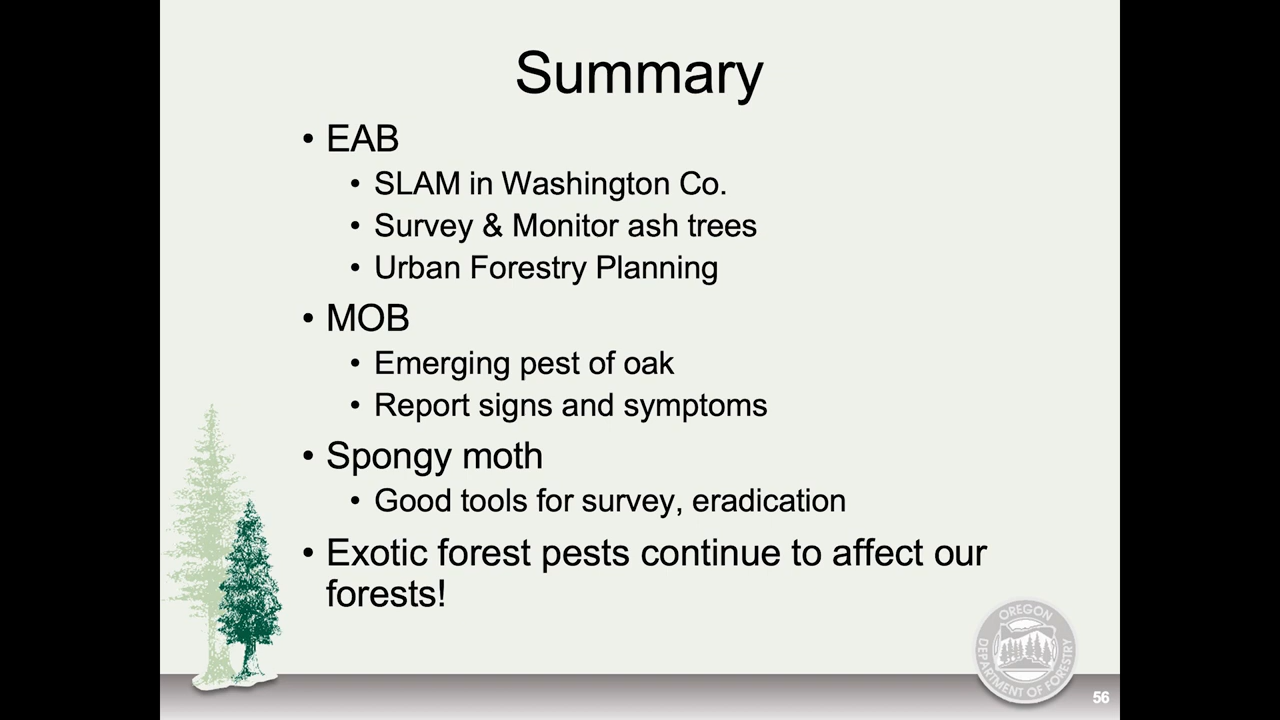 Summary
• EAB
• SLAM in Washington Co.
• Survey & Monitor ash trees
• Urban Forestry Planning
• MOB
• Emerging pest of oak
• Report signs and symptoms
• Spongy moth
• Good tools for survey, eradication
• Exotic forest pests continue to affect our
forests!
OREGON
DEPARTMENT OF FORESTRY
56